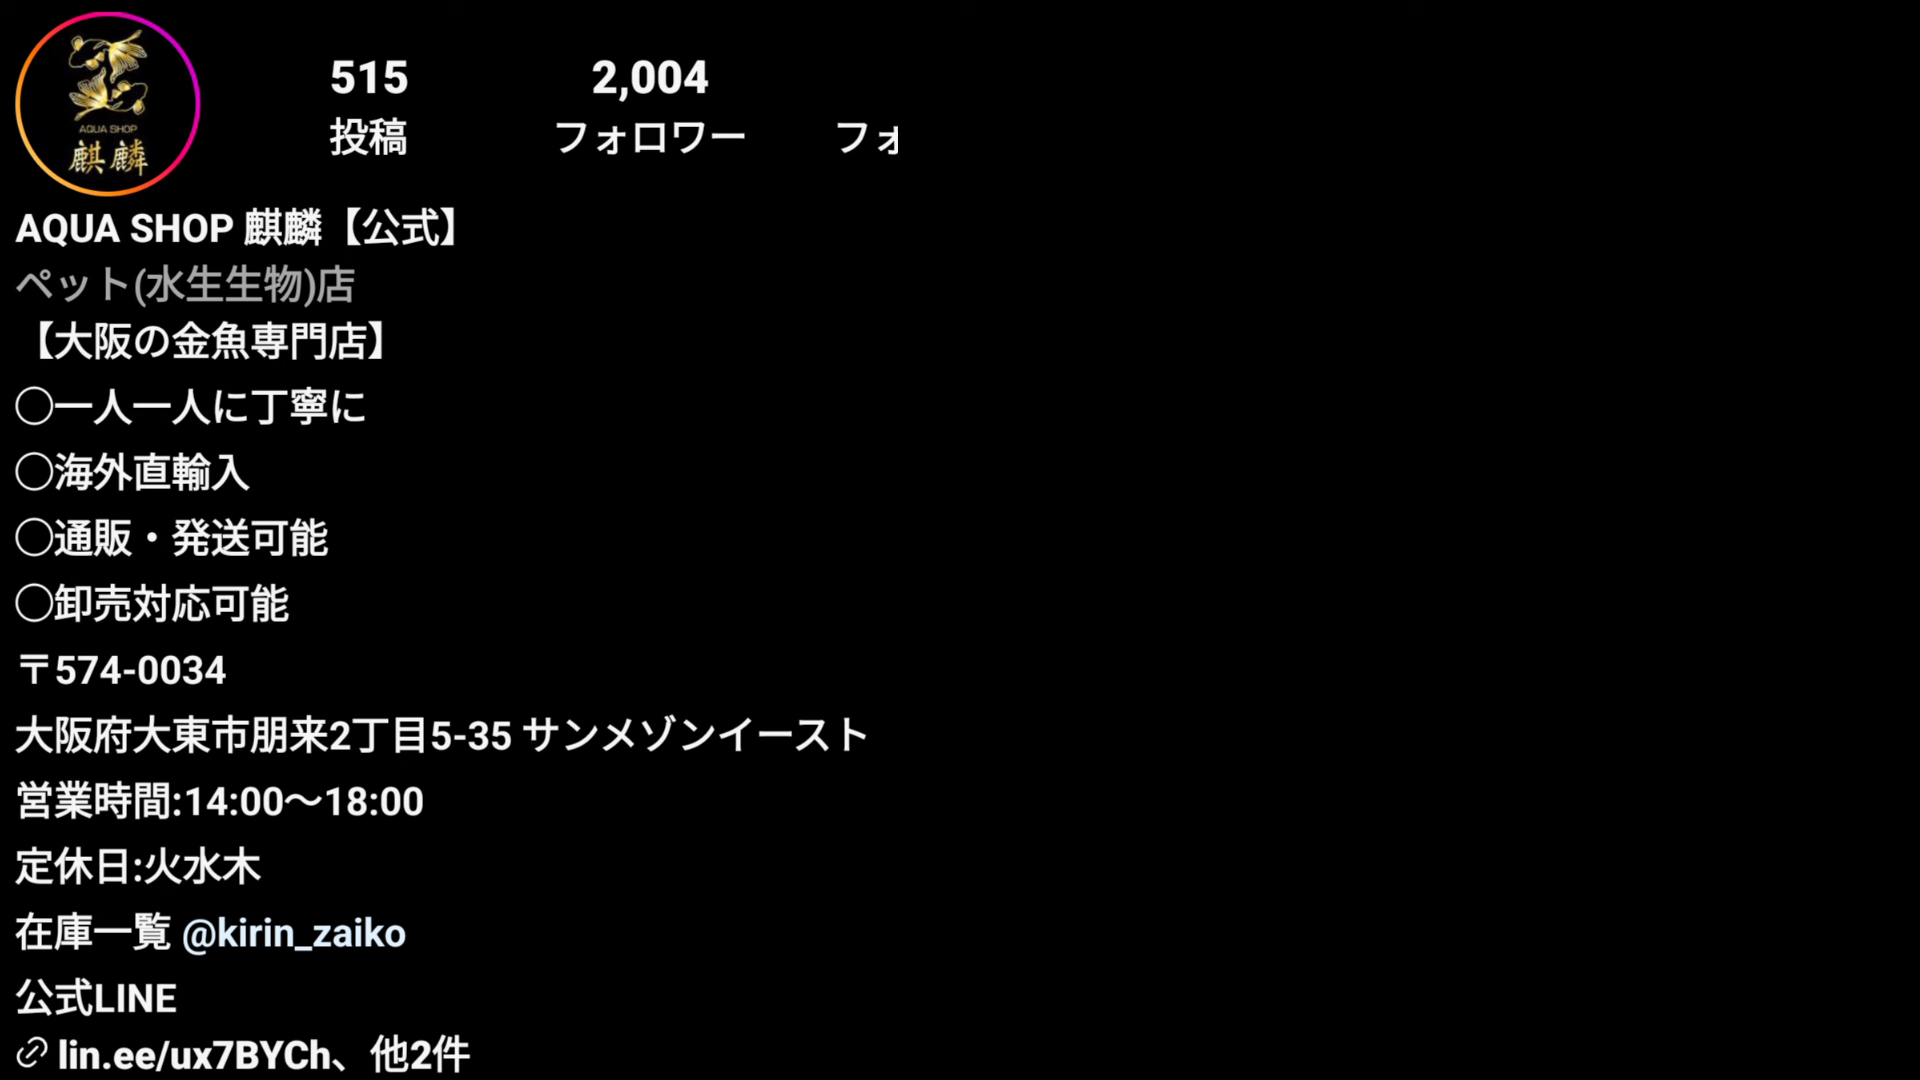 AQUA SHOP
麒麟
515
2,004
投稿
フォロワー
フォ
AQUA SHOP 麒麟【公式】
ペット(水生生物)店
【大阪の金魚専門店】
◯一人一人に丁寧に
◯海外直輸入
◯通販・発送可能
◯卸売対応可能
〒574-0034
大阪府大東市朋来2丁目5-35 サンメゾンイースト
営業時間:14:00〜18:00
定休日:火水木
在庫一覧 @kirin_zaiko
公式LINE
lin.ee/ux7BYCh、他2件